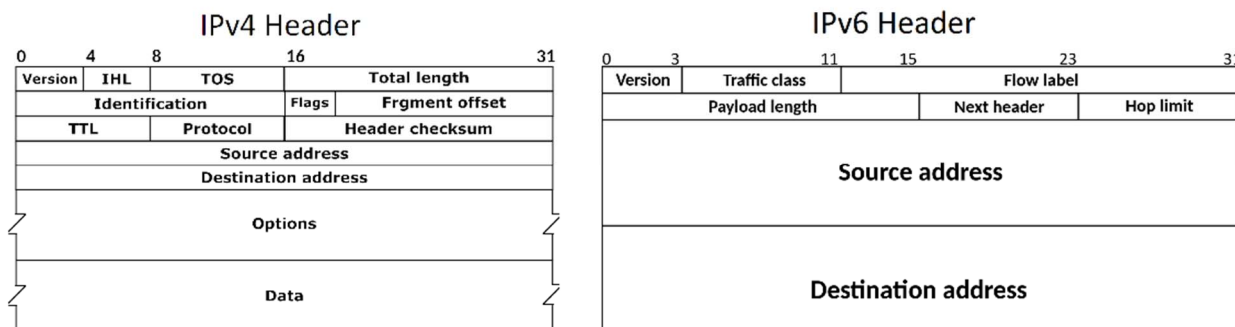 IPv4 Header
0 4 8 16 31
Version IHL TOS Total length
Identification Flags Frgment offset
TTL Protocol Header checksum
Source address
Destination address
Options
Data
IPv6 Header
0 3 11 15 23 31
Version Traffic class Flow label
Payload length Next header Hop limit
Source address
Destination address